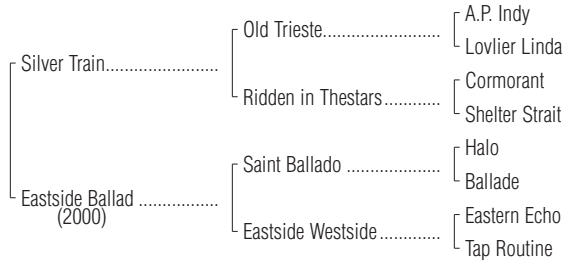 A.P. Indy
Old Trieste
Lovlier Linda
Silver Train
Cormorant
Ridden in Thestars
Shelter Strait
Halo
Saint Ballado
Ballade
Eastside Ballad
(2000)
Eastern Echo
Eastside Westside
Tap Routine